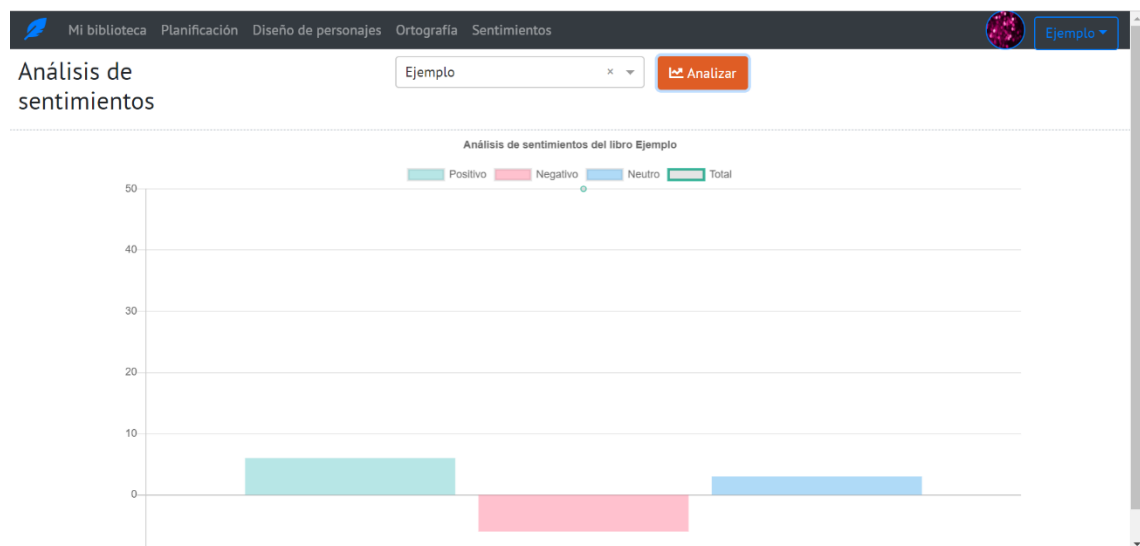 Mi biblioteca Planificación Diseño de personajes Ortografía Sentimientos Ejemplo
Análisis de
sentimientos
Ejemplo × Analizar
Análisis de sentimientos del libro Ejemplo
Positivo Negativo Neutro Total
50
40
30
20
10
0